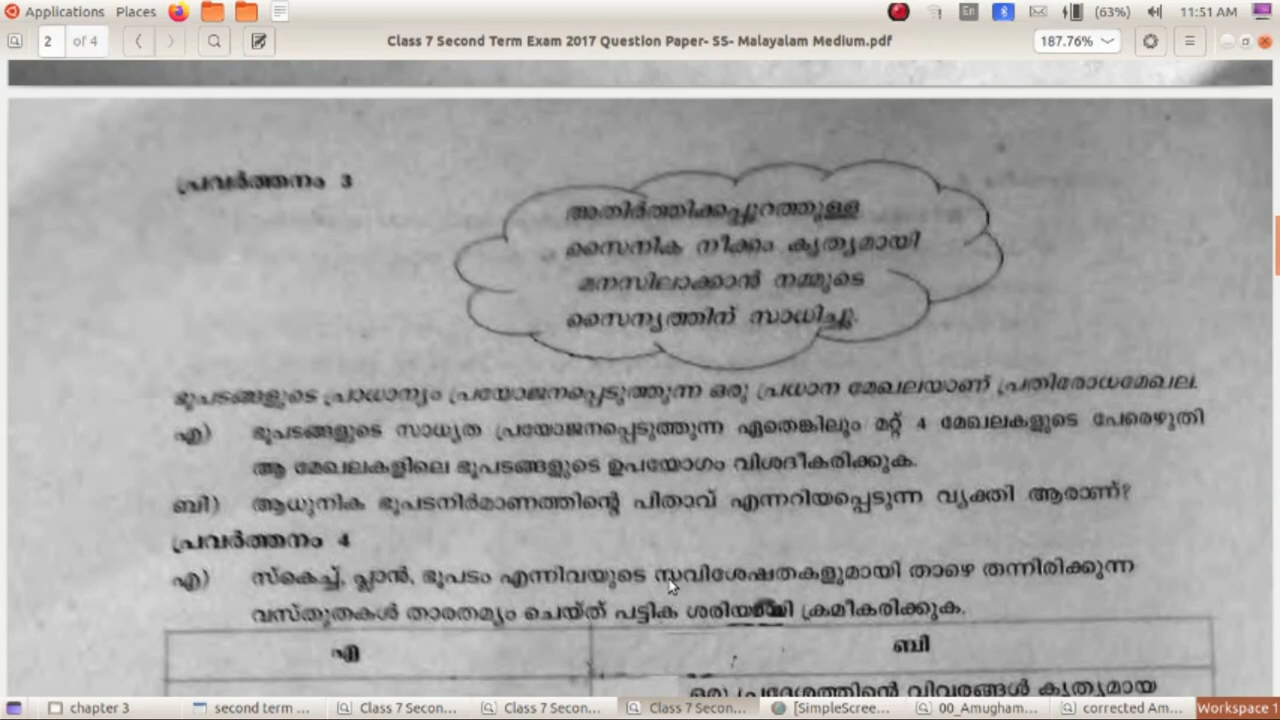 Applications Places En (63%) 11:51 AM
2 of 4 Class 7 Second Term Exam 2017 Question Paper- SS- Malayalam Medium.pdf 187.76%
പ്രവർത്തനം 3
അതിർത്തിക്കപ്പുറത്തുള്ള
സൈനിക നീക്കം കൃത്യമായി
മനസിലാക്കാൻ നമ്മുടെ
സൈന്യത്തിന് സാധിച്ചു.
ഭൂപടങ്ങളുടെ പ്രാധാന്യം പ്രയോജനപ്പെടുത്തുന്ന ഒരു പ്രധാന മേഖലയാണ് പ്രതിരോധമേഖല.
എ) ഭൂപടങ്ങളുടെ സാധ്യത പ്രയോജനപ്പെടുത്തുന്ന ഏതെങ്കിലും മറ്റ് 4 മേഖലകളുടെ പേരെഴുതി
ആ മേഖലകളിലെ ഭൂപടങ്ങളുടെ ഉപയോഗം വിശദീകരിക്കുക.
ബി) ആധുനിക ഭൂപടനിർമാണത്തിന്റെ പിതാവ് എന്നറിയപ്പെടുന്ന വ്യക്തി ആരാണ്?
പ്രവർത്തനം 4
എ) സ്കെച്ച്, പ്ലാൻ, ഭൂപടം എന്നിവയുടെ സവിശേഷതകളുമായി താഴെ തന്നിരിക്കുന്ന
വസ്തുതകൾ താരതമ്യം ചെയ്ത് പട്ടിക ശരിയായി ക്രമീകരിക്കുക.
എ ബി
ഒരു പ്രദേശത്തിന്റെ വിവരങ്ങൾ കൃത്യമായ
chapter 3 second term ... Class 7 Secon... Class 7 Secon... Class 7 Secon... [SimpleScree... 00_Amugham... corrected Am... Workspace 1